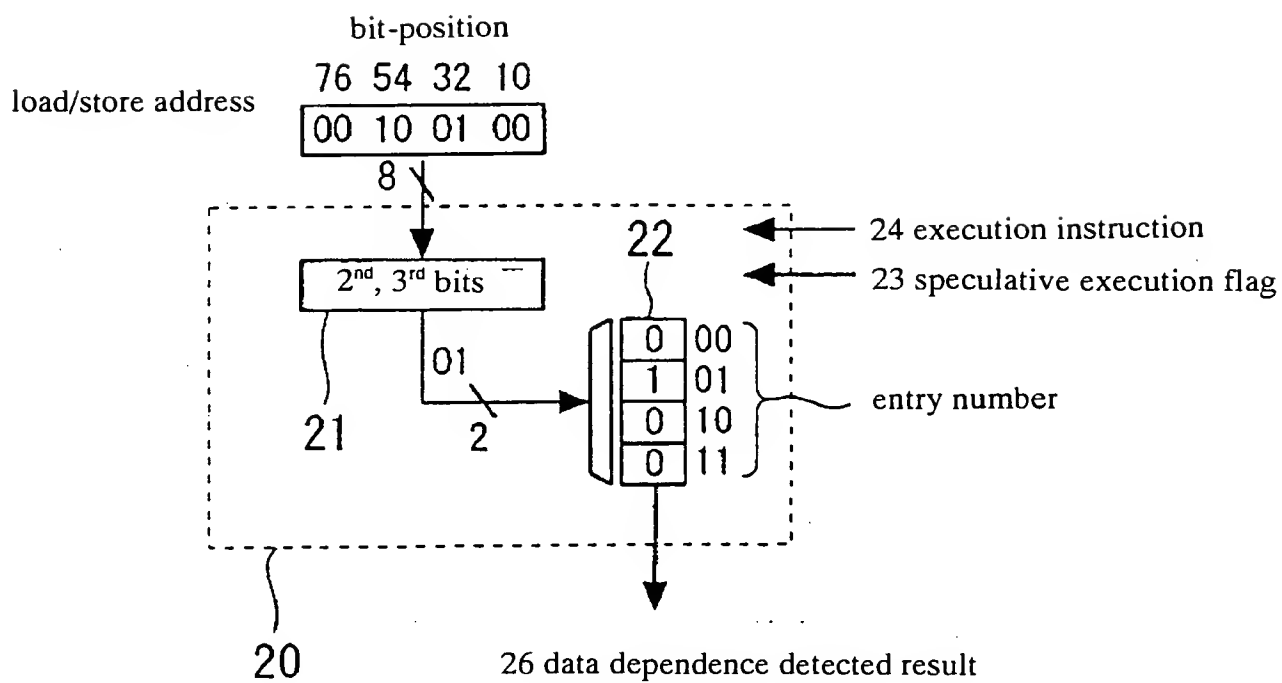 bit-position
76 54 32 10
load/store address
00 10 01 00
8
24 execution instruction
22
2nd, 3rd bits
23 speculative execution flag
0 00
01
1 01
entry number
21
2
0 10
0 11
20
26 data dependence detected result